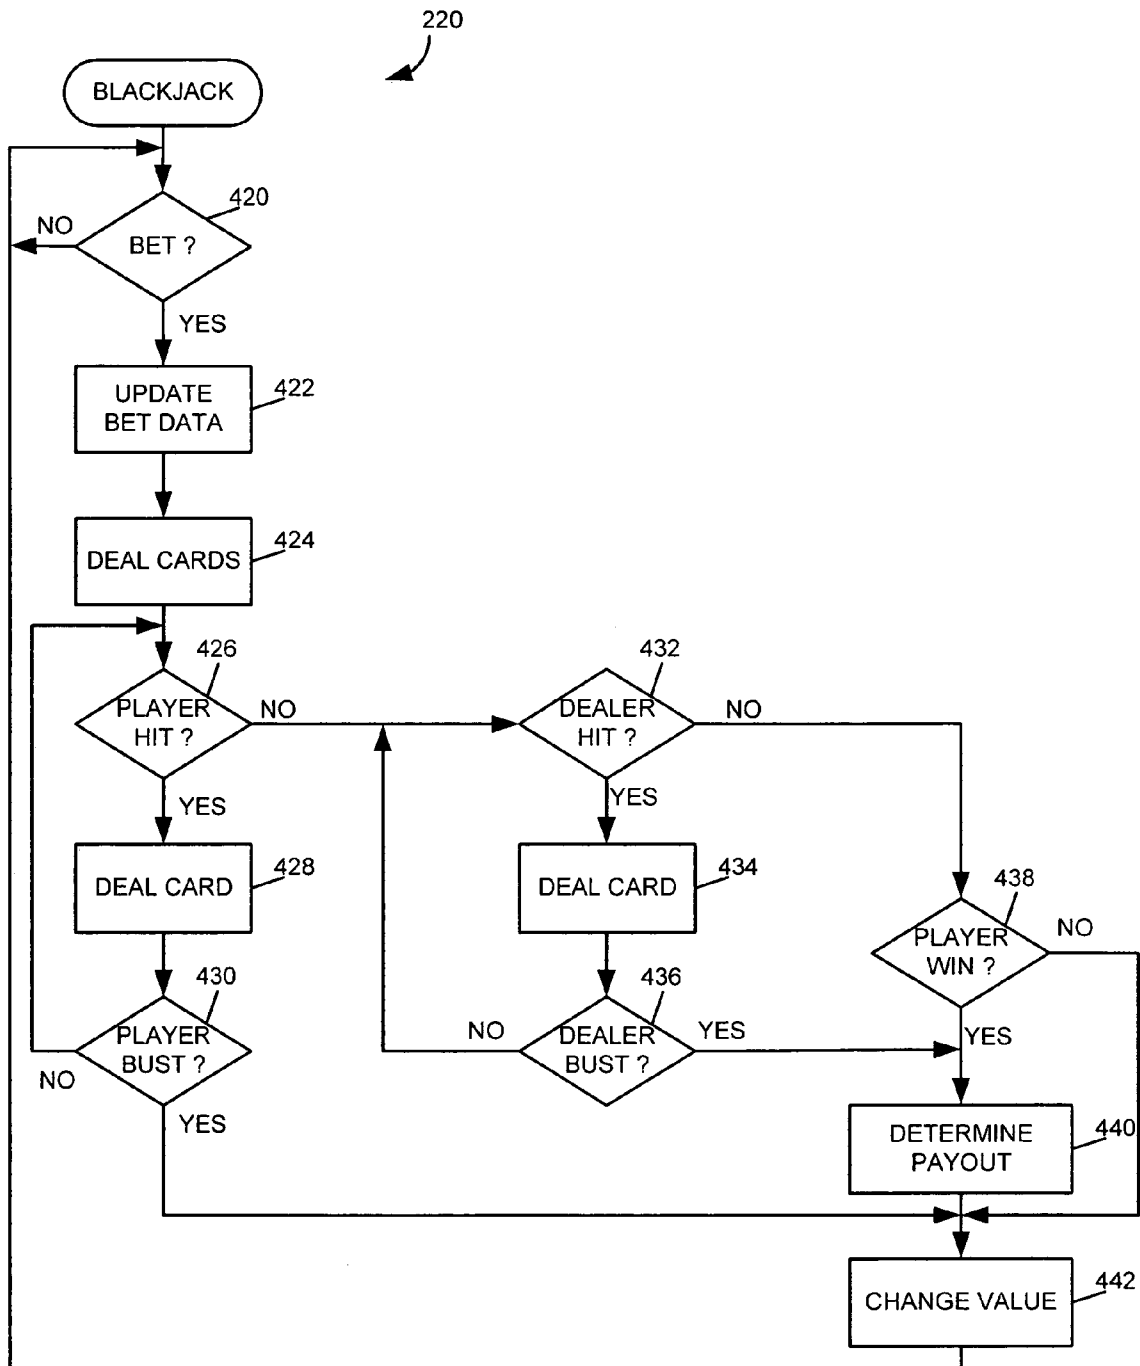 220
BLACKJACK
420
NO
BET ?
YES
UPDATE
BET DATA
422
DEAL CARDS
424
426
PLAYER
HIT ?
NO
432
DEALER
HIT ?
NO
YES
YES
DEAL CARD
428
DEAL CARD
434
438
PLAYER
WIN ?
NO
430
PLAYER
BUST ?
NO
YES
436
NO
DEALER
BUST ?
YES
YES
DETERMINE
PAYOUT
440
CHANGE VALUE
442